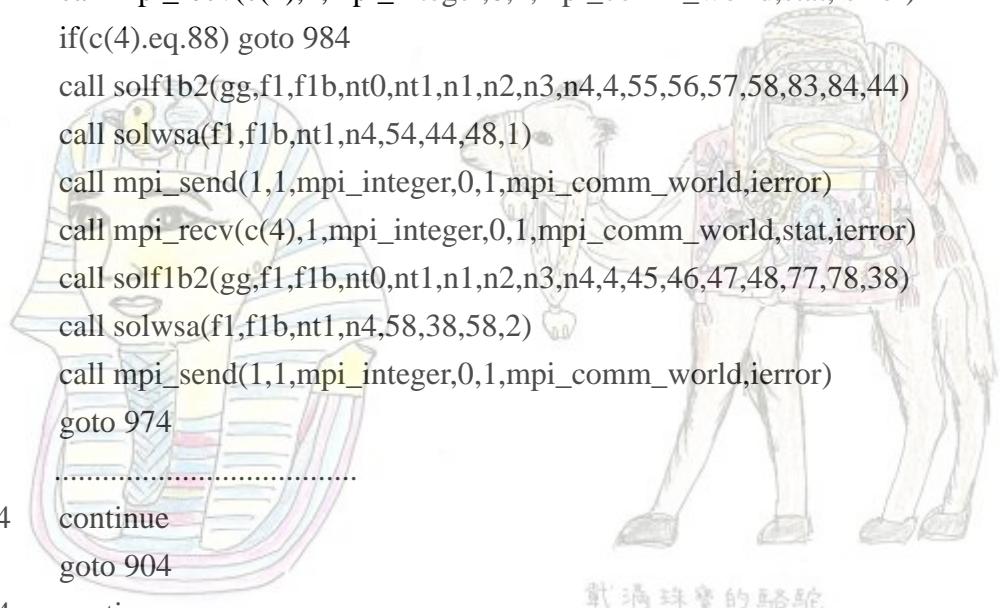 if(c(4).eq.88) goto 984
call solf1b2(gg,f1,f1b,nt0,nt1,n1,n2,n3,n4,4,55,56,57,58,83,84,44)
call solwsa(f1,f1b,nt1,n4,54,44,48,1)
call mpi_send(1,1,mpi_integer,0,1,mpi_comm_world,ierror)
call mpi_recv(c(4),1,mpi_integer,0,1,mpi_comm_world,stat,ierror)
call solf1b2(gg,f1,f1b,nt0,nt1,n1,n2,n3,n4,4,45,46,47,48,77,78,38)
call solwsa(f1,f1b,nt1,n4,58,38,58,2)
call mpi_send(1,1,mpi_integer,0,1,mpi_comm_world,ierror)
goto 974
....................................
4 continue
goto 904
戴滿珠寶的駱駝